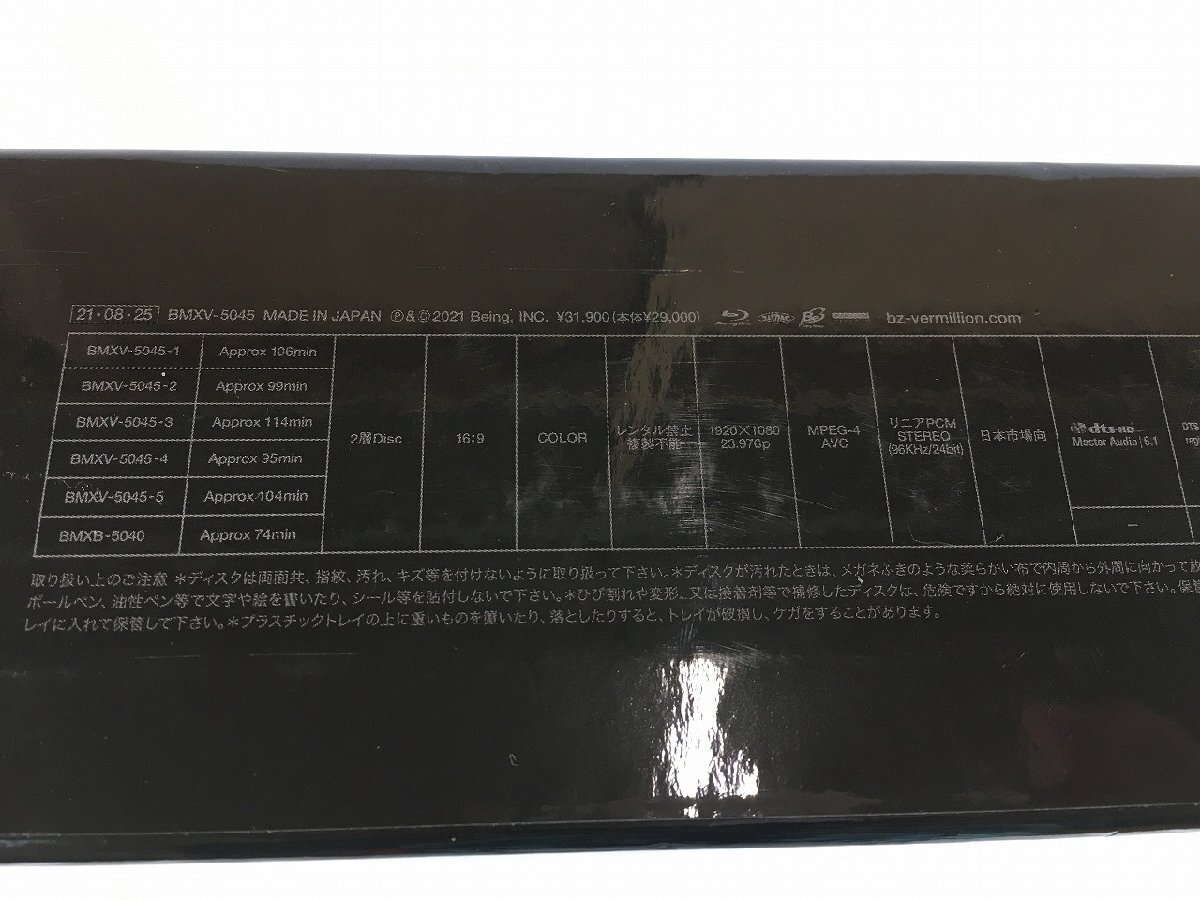 21・08・25 BMXV-5045 MADE IN JAPAN Ⓟ&Ⓒ2021 Being, INC. ¥31,900(本体¥29,000) bz-vermillion.com
BMXV-5045-1 Approx 106min
BMXV-5045-2 Approx 99min
BMXV-5045-3 Approx 114min
BMXV-5045-4 Approx 95min
BMXV-5045-5 Approx 104min
BMXB-5040 Approx 74min
2層Disc
16:9
COLOR
レンタル禁止
複製不能
1920×1080
23.976p
MPEG-4
AVC
リニアPCM
STEREO
(96KHz/24bit)
日本市場向
dts-HD
Master Audio | 6.1
–
取り扱い上のご注意 ＊ディスクは両面共、指紋、汚れ、キズ等を付けないように取り扱って下さい。＊ディスクが汚れたときは、メガネふきのような柔らかい布で内周から外周に向かって放
ボールペン、油性ペン等で文字や絵を書いたり、シール等を貼付しないで下さい。＊ひび割れや変形、又は接着剤等で補修したディスクは、危険ですから絶対に使用しないで下さい。保
レイに入れて保管して下さい。＊プラスチックトレイの上に重いものを置いたり、落としたりすると、トレイが破損し、ケガをすることがあります。